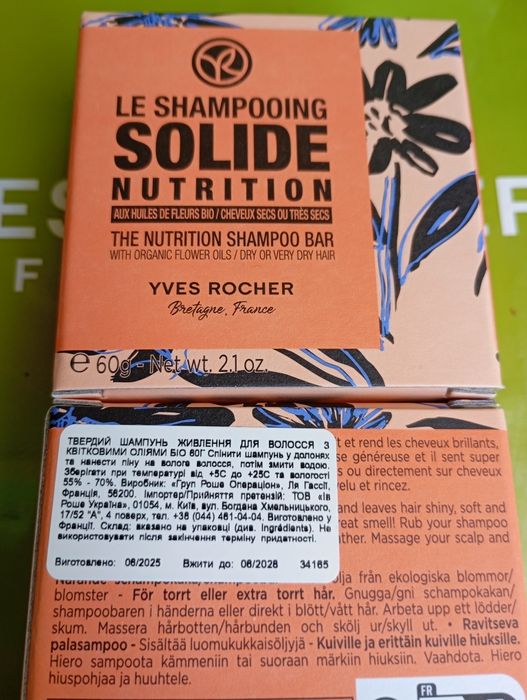 LE SHAMPOOING
SOLIDE
NUTRITION
AUX HUILES DE FLEURS BIO / CHEVEUX SECS OU TRÈS SECS
THE NUTRITION SHAMPOO BAR
WITH ORGANIC FLOWER OILS / DRY OR VERY DRY HAIR
YVES ROCHER
Bretagne, France
e 60g - Net wt. 2.1 oz.
ТВЕРДИЙ ШАМПУНЬ ЖИВЛЕННЯ ДЛЯ ВОЛОССЯ З
КВІТКОВИМИ ОЛІЯМИ БІО 60Г Спінити шампунь у долонях
та нанести піну на вологе волосся, потім змити водою.
Зберігати при температурі від +5С до +25С та вологості
55% - 70%. Виробник: «Груп Роше Операціон», Ля Гассії,
Франція, 56200. Імпортер/Прийняття претензій: ТОВ «Ів
Роше Україна», 01054, м. Київ, вул. Богдана Хмельницького,
17/52 "А", 4 поверх, тел. +38 (044) 461-04-04. Виготовлено у
Франції. Склад: вказано на упаковці (див. Ingrédients). Не
використовувати після закінчення терміну придатності.
Виготовлено: 06/2025 Вжити до: 06/2028 34165
t et rend les cheveux brillants,
se généreuse et il sent super
s ou directement sur cheveux
velu et rincez.
and leaves hair shiny, soft and
reat smell! Rub your shampoo
ather. Massage your scalp and
olja från ekologiska blommor/
blomster - För torrt eller extra torrt hår. Gnugga/gni schampokakan/
shampoobaren i händerna eller direkt i blött/vått hår. Arbeta upp ett lödder/
skum. Massera hårbotten/hårbunden och skölj ur/skyll ut. • Ravitseva
palasampoo - Sisältää luomukukkaisöljyjä - Kuiville ja erittäin kuiville hiuksille.
Hiero sampoota kämmeniin tai suoraan märkiin hiuksiin. Vaahdota. Hiero
hiuspohjaa ja huuhtele.
FR